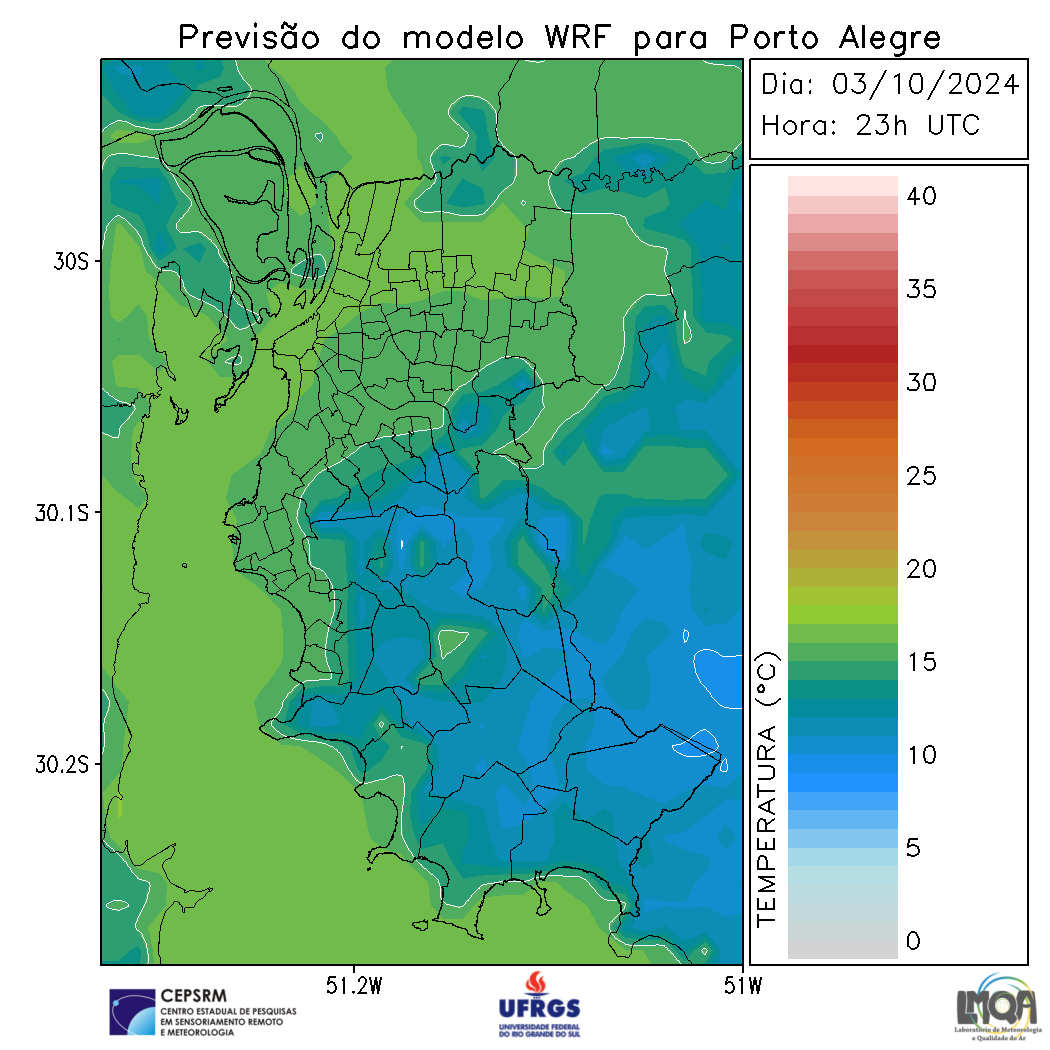 Previsão do modelo WRF para Porto Alegre
Dia: 03/10/2024
Hora: 23h UTC
40
35
30
25
20
15
10
5
0
TEMPERATURA (°C)
30S
30.1S
30.2S
51.2W
51W
CEPSRM
CENTRO ESTADUAL DE PESQUISAS
EM SENSORIAMENTO REMOTO
E METEOROLOGIA
UFRGS
UNIVERSIDADE FEDERAL
DO RIO GRANDE DO SUL
LMQA
Laboratório de Meteorologia
e Qualidade do Ar